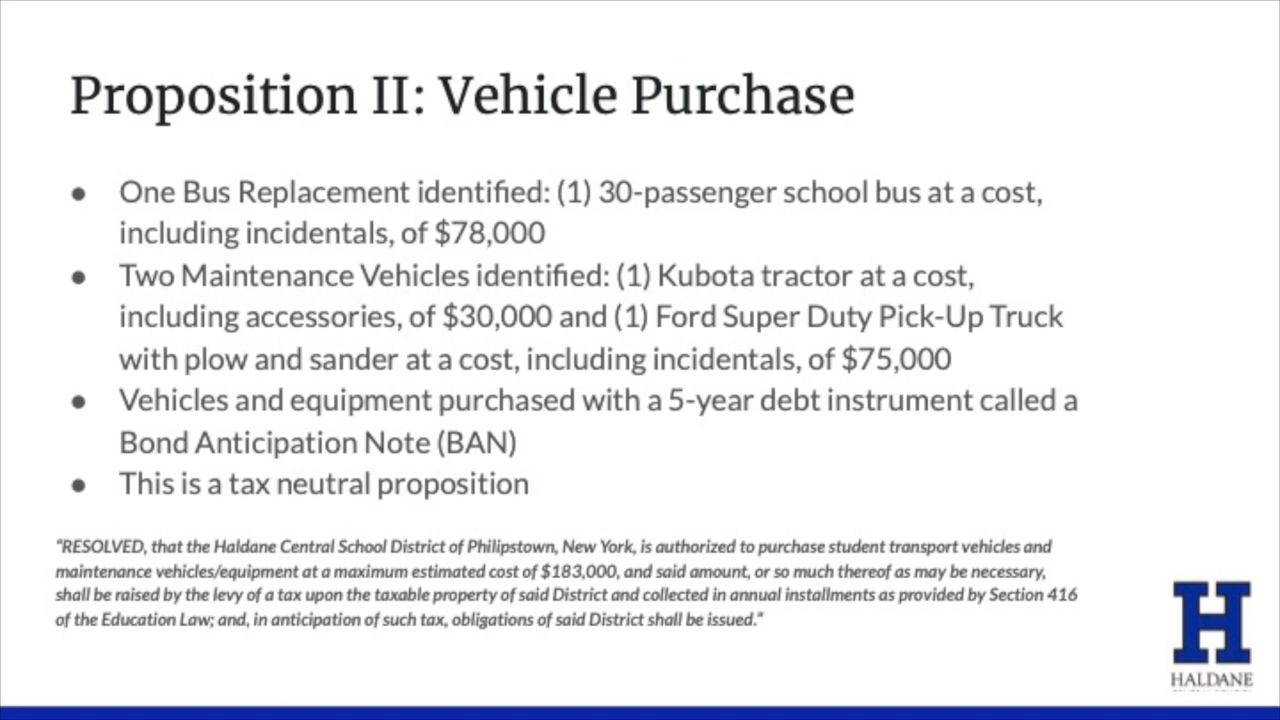 Proposition II: Vehicle Purchase
● One Bus Replacement identified: (1) 30-passenger school bus at a cost,
including incidentals, of $78,000
● Two Maintenance Vehicles identified: (1) Kubota tractor at a cost,
including accessories, of $30,000 and (1) Ford Super Duty Pick-Up Truck
with plow and sander at a cost, including incidentals, of $75,000
● Vehicles and equipment purchased with a 5-year debt instrument called a
Bond Anticipation Note (BAN)
● This is a tax neutral proposition
“RESOLVED, that the Haldane Central School District of Philipstown, New York, is authorized to purchase student transport vehicles and
maintenance vehicles/equipment at a maximum estimated cost of $183,000, and said amount, or so much thereof as may be necessary,
shall be raised by the levy of a tax upon the taxable property of said District and collected in annual installments as provided by Section 416
of the Education Law; and, in anticipation of such tax, obligations of said District shall be issued.”
H
HALDANE